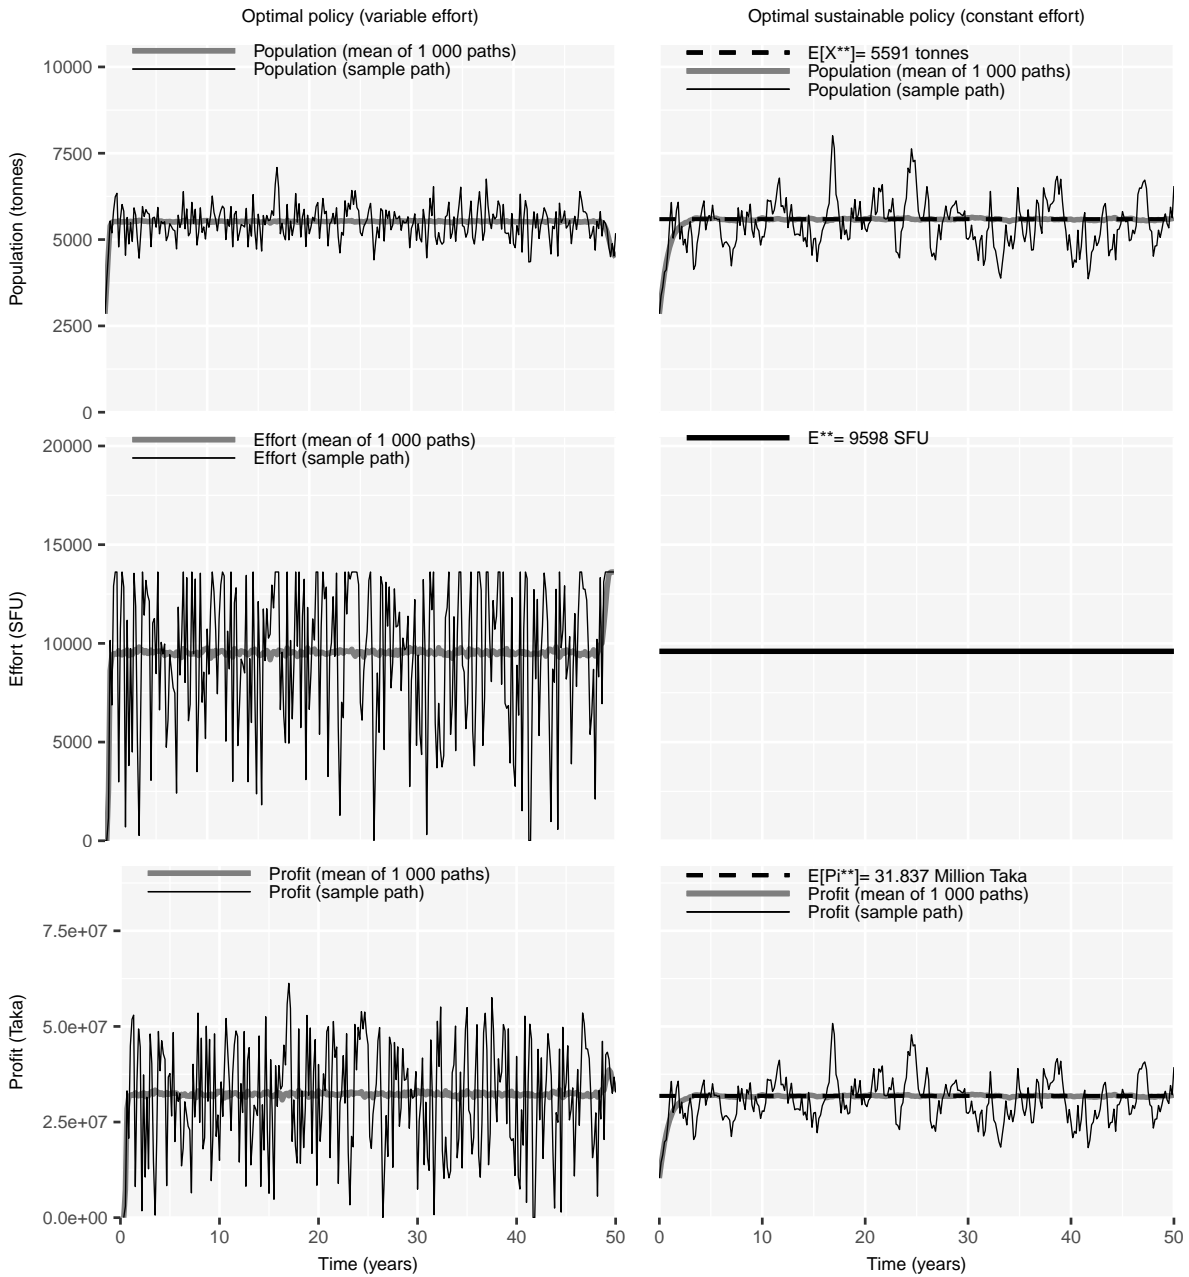 Optimal policy (variable effort)
Optimal sustainable policy (constant effort)
Population (mean of 1 000 paths)
Population (sample path)
E[X**]= 5591 tonnes
Population (mean of 1 000 paths)
Population (sample path)
10000
7500
5000
2500
0
Population (tonnes)
Effort (mean of 1 000 paths)
Effort (sample path)
E**= 9598 SFU
20000
15000
10000
5000
0
Effort (SFU)
Profit (mean of 1 000 paths)
Profit (sample path)
E[Pi**]= 31.837 Million Taka
Profit (mean of 1 000 paths)
Profit (sample path)
7.5e+07
5.0e+07
2.5e+07
0.0e+00
Profit (Taka)
0 10 20 30 40 50
0 10 20 30 40 50
Time (years)
Time (years)